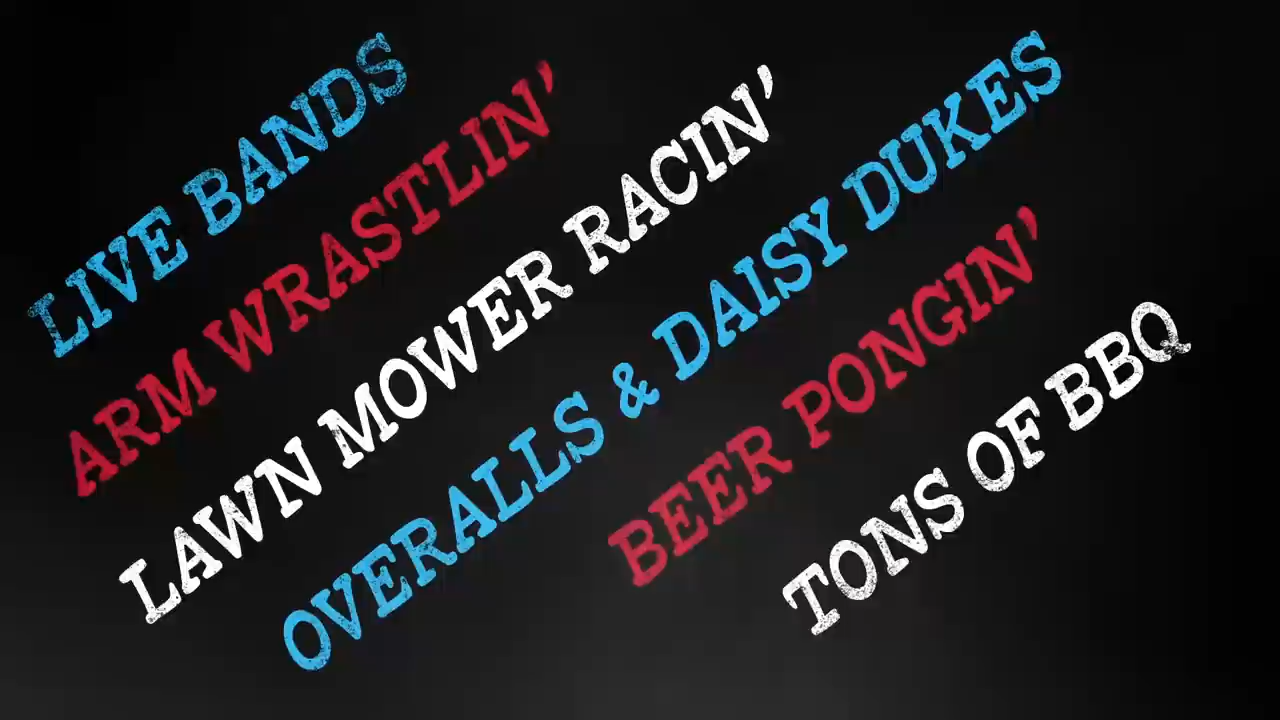 LIVE BANDS
ARM WRASTLIN'
LAWN MOWER RACIN'
OVERALLS & DAISY DUKES
BEER PONGIN'
TONS OF BBQ